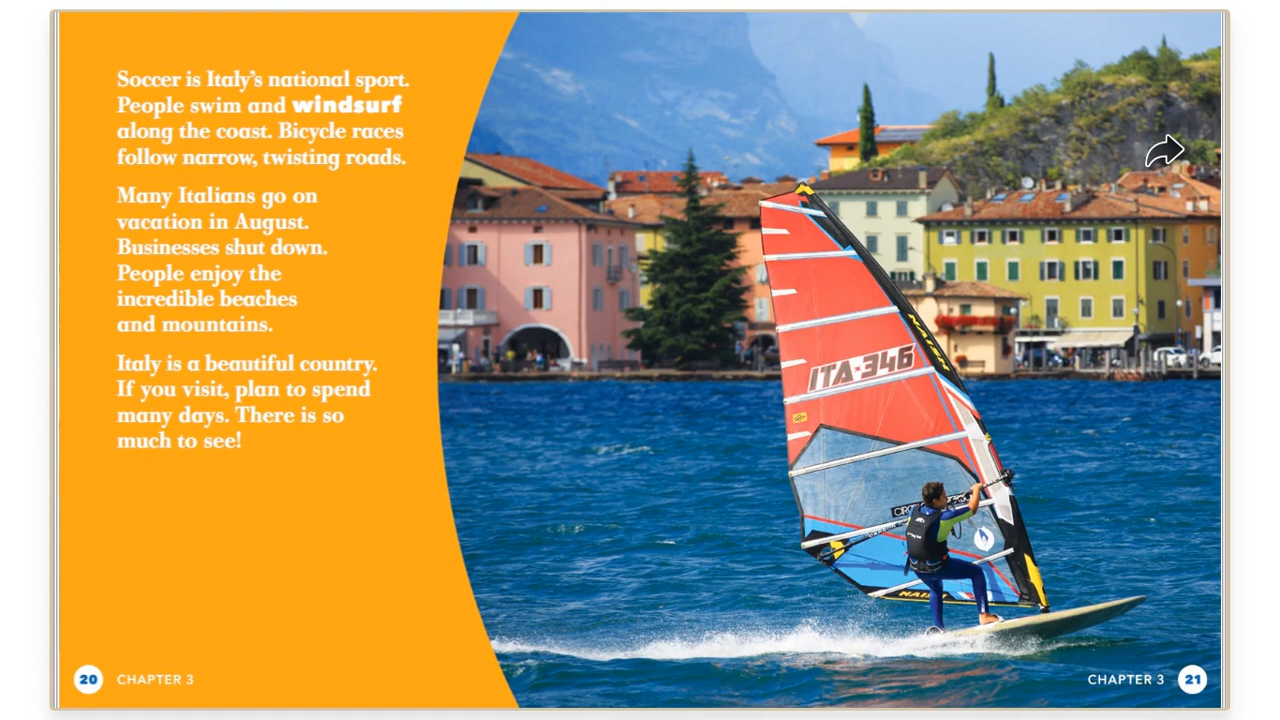 Soccer is Italy's national sport.
People swim and windsurf
along the coast. Bicycle races
follow narrow, twisting roads.
Many Italians go on
vacation in August.
Businesses shut down.
People enjoy the
incredible beaches
and mountains.
Italy is a beautiful country.
If you visit, plan to spend
many days. There is so
much to see!
NAISH
ITA-346
NAISH
20 CHAPTER 3
CHAPTER 3 21